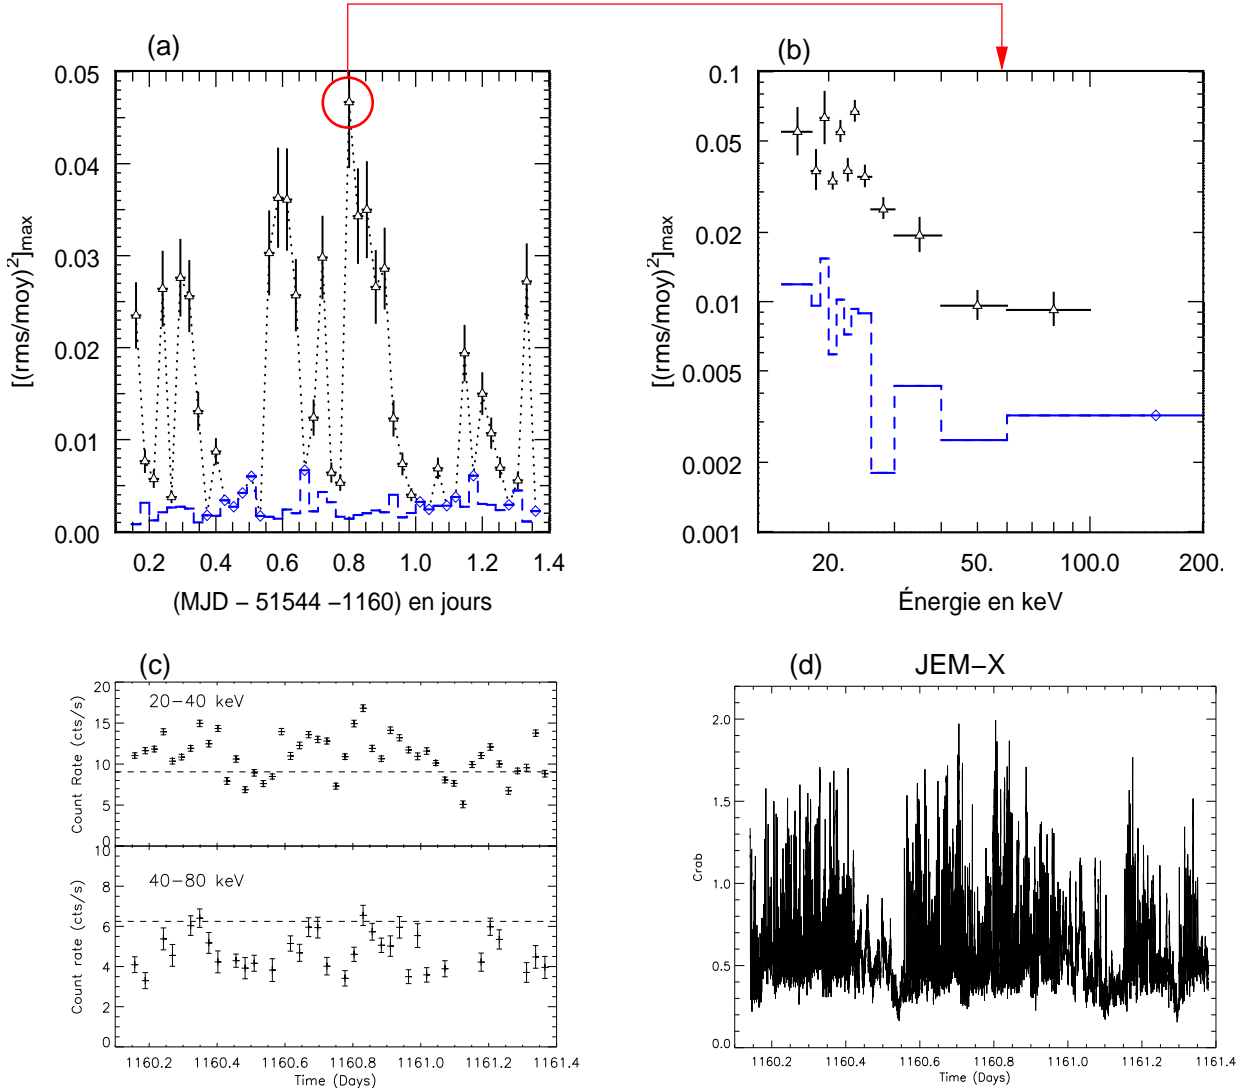 (a)
[(rms/moy)²]max
0.05
0.04
0.03
0.02
0.01
0.00
0.2 0.4 0.6 0.8 1.0 1.2 1.4
(MJD − 51544 −1160) en jours
(b)
[(rms/moy)²]max
0.1
0.05
0.02
0.01
0.005
0.002
0.001
20. 50. 100.0 200.
Énergie en keV
(c)
Count Rate (cts/s)
20−40 keV
20
15
10
5
0
Count rate (cts/s)
40−80 keV
10
8
6
4
2
0
1160.2 1160.4 1160.6 1160.8 1161.0 1161.2 1161.4
Time (Days)
(d) JEM−X
Crab
2.0
1.5
1.0
0.5
0.0
1160.2 1160.4 1160.6 1160.8 1161.0 1161.2 1161.4
Time (Days)